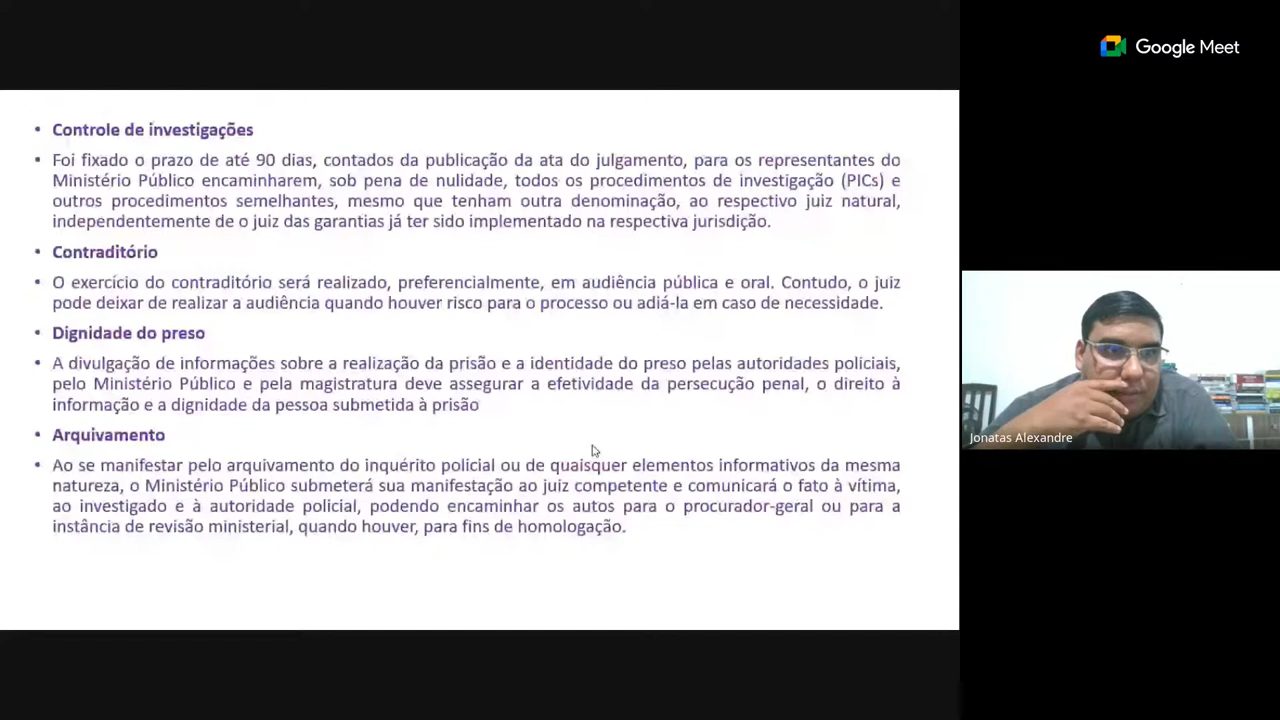 Google Meet
• Controle de investigações
• Foi fixado o prazo de até 90 dias, contados da publicação da ata do julgamento, para os representantes do
Ministério Público encaminharem, sob pena de nulidade, todos os procedimentos de investigação (PICs) e
outros procedimentos semelhantes, mesmo que tenham outra denominação, ao respectivo juiz natural,
independentemente de o juiz das garantias já ter sido implementado na respectiva jurisdição.
• Contraditório
• O exercício do contraditório será realizado, preferencialmente, em audiência pública e oral. Contudo, o juiz
pode deixar de realizar a audiência quando houver risco para o processo ou adiá-la em caso de necessidade.
• Dignidade do preso
• A divulgação de informações sobre a realização da prisão e a identidade do preso pelas autoridades policiais,
pelo Ministério Público e pela magistratura deve assegurar a efetividade da persecução penal, o direito à
informação e a dignidade da pessoa submetida à prisão
• Arquivamento
• Ao se manifestar pelo arquivamento do inquérito policial ou de quaisquer elementos informativos da mesma
natureza, o Ministério Público submeterá sua manifestação ao juiz competente e comunicará o fato à vítima,
ao investigado e à autoridade policial, podendo encaminhar os autos para o procurador-geral ou para a
instância de revisão ministerial, quando houver, para fins de homologação.
Jonatas Alexandre